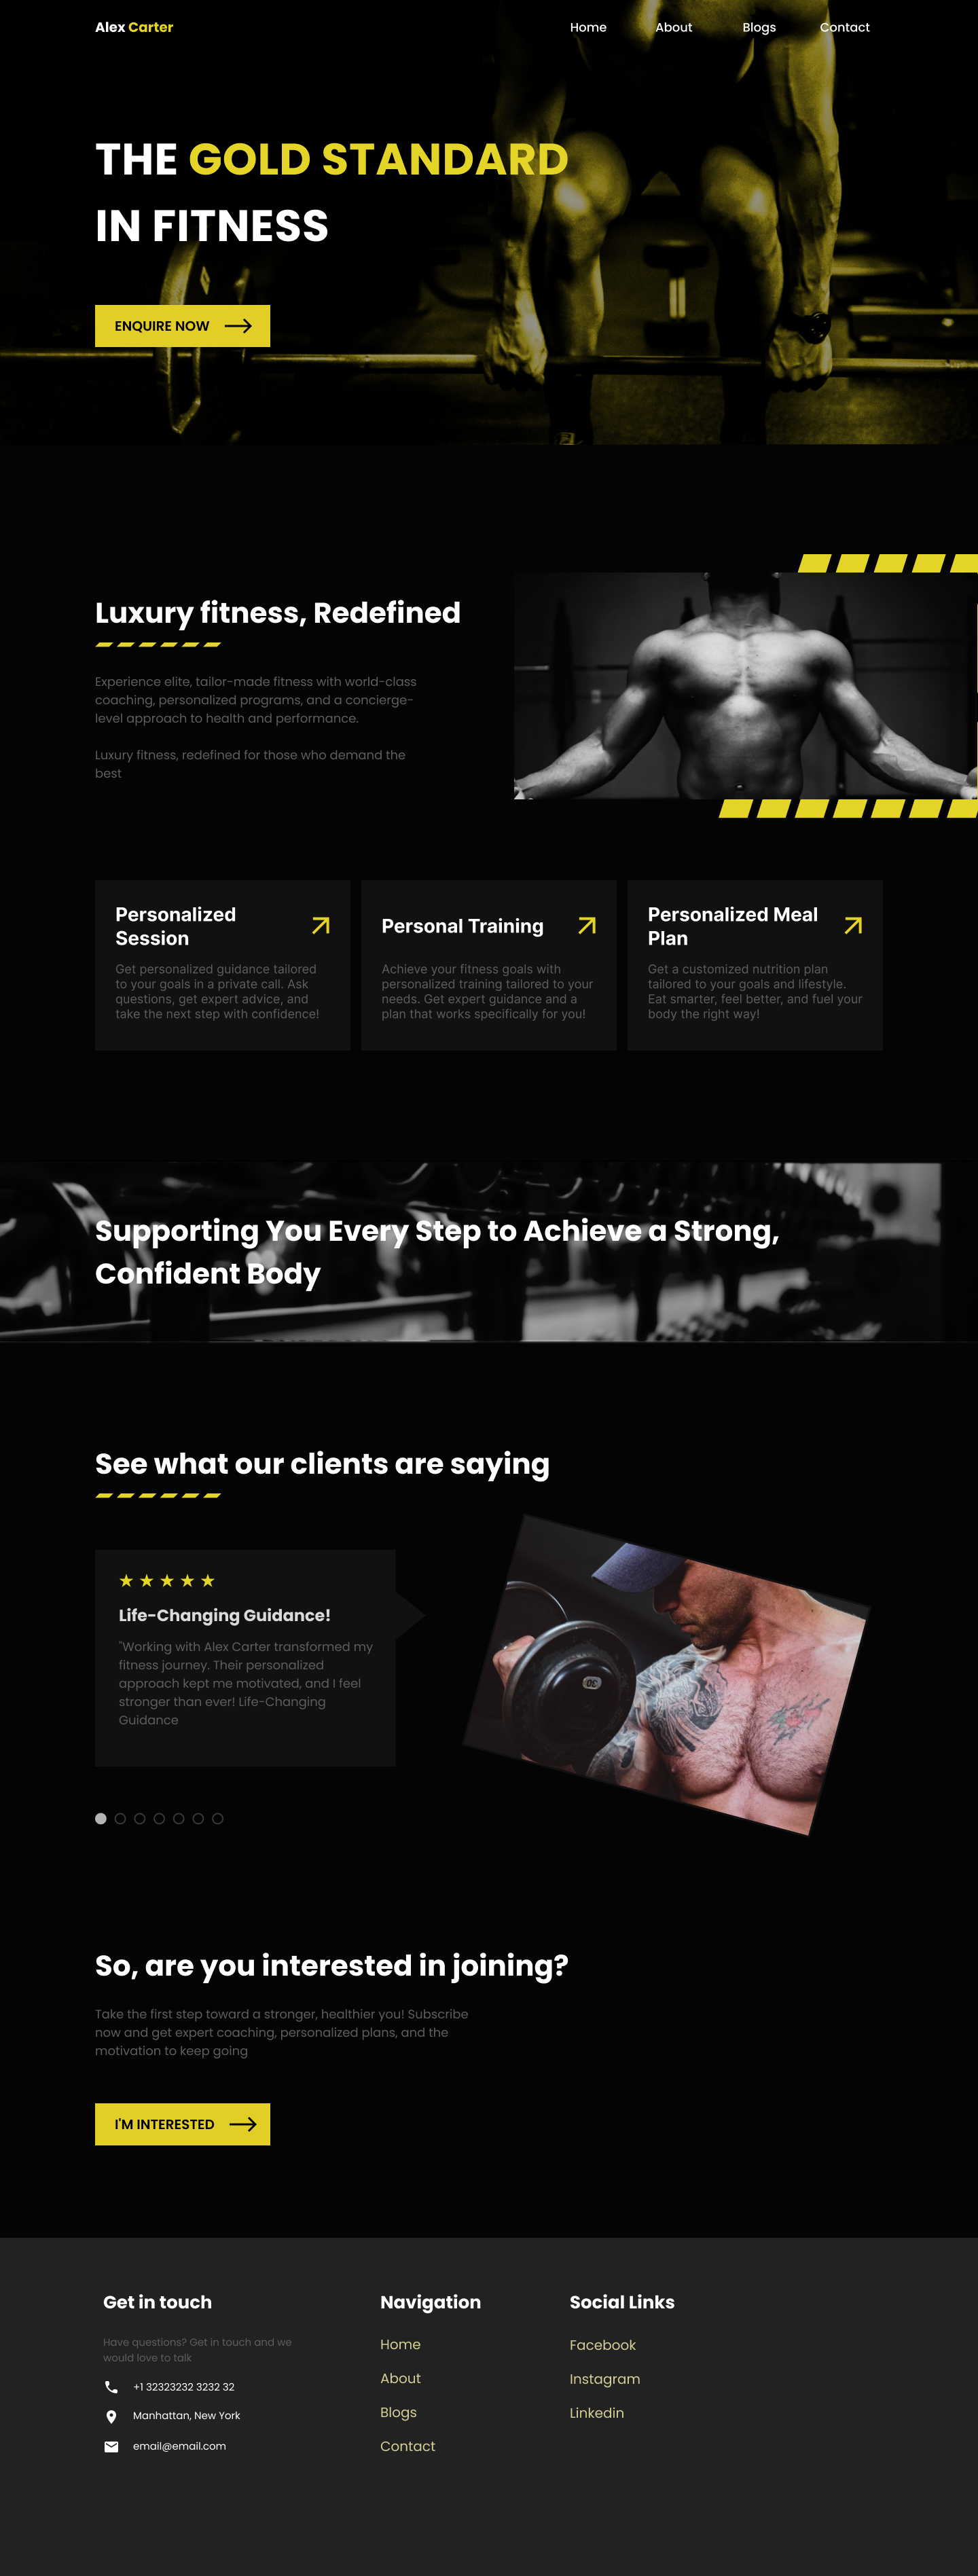 Alex Carter
Home
About
Blogs
Contact
THE GOLD STANDARD
IN FITNESS
ENQUIRE NOW
Luxury fitness, Redefined
Experience elite, tailor-made fitness with world-class
coaching, personalized programs, and a concierge-
level approach to health and performance.
Luxury fitness, redefined for those who demand the
best
Personalized
Session
Get personalized guidance tailored
to your goals in a private call. Ask
questions, get expert advice, and
take the next step with confidence!
Personal Training
Achieve your fitness goals with
personalized training tailored to your
needs. Get expert guidance and a
plan that works specifically for you!
Personalized Meal
Plan
Get a customized nutrition plan
tailored to your goals and lifestyle.
Eat smarter, feel better, and fuel your
body the right way!
Supporting You Every Step to Achieve a Strong,
Confident Body
See what our clients are saying
Life-Changing Guidance!
"Working with Alex Carter transformed my
fitness journey. Their personalized
approach kept me motivated, and I feel
stronger than ever! Life-Changing
Guidance
So, are you interested in joining?
Take the first step toward a stronger, healthier you! Subscribe
now and get expert coaching, personalized plans, and the
motivation to keep going
I'M INTERESTED
Get in touch
Have questions? Get in touch and we
would love to talk
+1 32323232 3232 32
Manhattan, New York
email@email.com
Navigation
Home
About
Blogs
Contact
Social Links
Facebook
Instagram
Linkedin